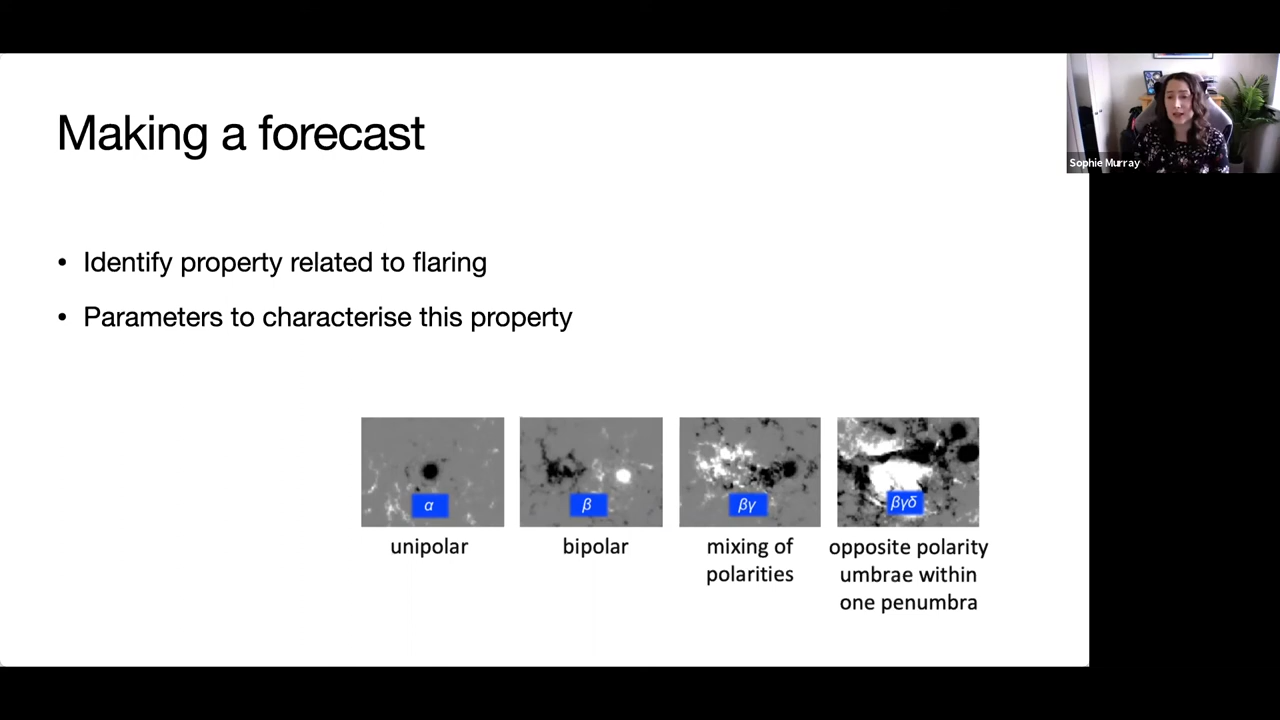 Making a forecast
Sophie Murray
• Identify property related to flaring
• Parameters to characterise this property
α
β
βγ
βγδ
unipolar
bipolar
mixing of
polarities
opposite polarity
umbrae within
one penumbra